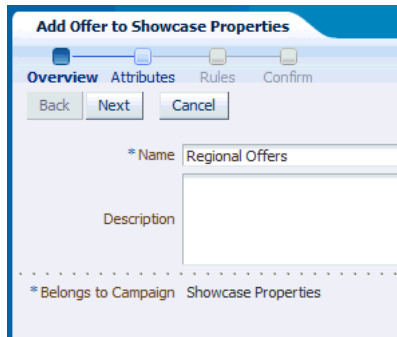 Add Offer to Showcase Properties
Overview Attributes Rules Confirm
Back Next Cancel
* Name Regional Offers
Description
* Belongs to Campaign Showcase Properties